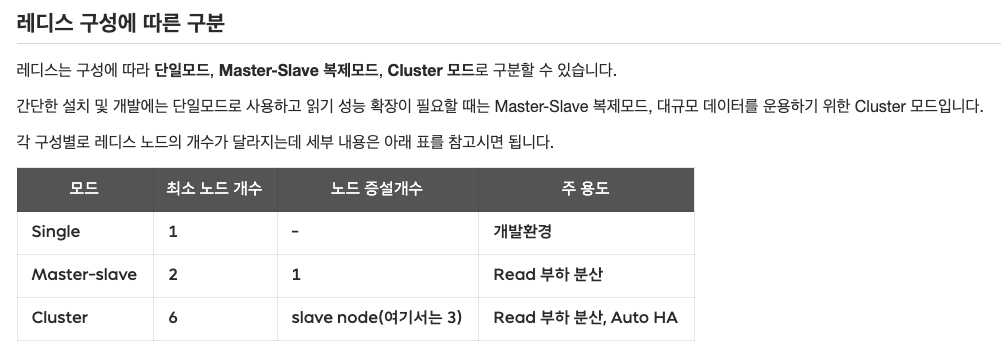 레디스 구성에 따른 구분
레디스는 구성에 따라 단일모드, Master-Slave 복제모드, Cluster 모드로 구분할 수 있습니다.
간단한 설치 및 개발에는 단일모드로 사용하고 읽기 성능 확장이 필요할 때는 Master-Slave 복제모드, 대규모 데이터를 운용하기 위한 Cluster 모드입니다.
각 구성별로 레디스 노드의 개수가 달라지는데 세부 내용은 아래 표를 참고시면 됩니다.
모드 최소 노드 개수 노드 증설개수 주 용도
Single 1 - 개발환경
Master-slave 2 1 Read 부하 분산
Cluster 6 slave node(여기서는 3) Read 부하 분산, Auto HA